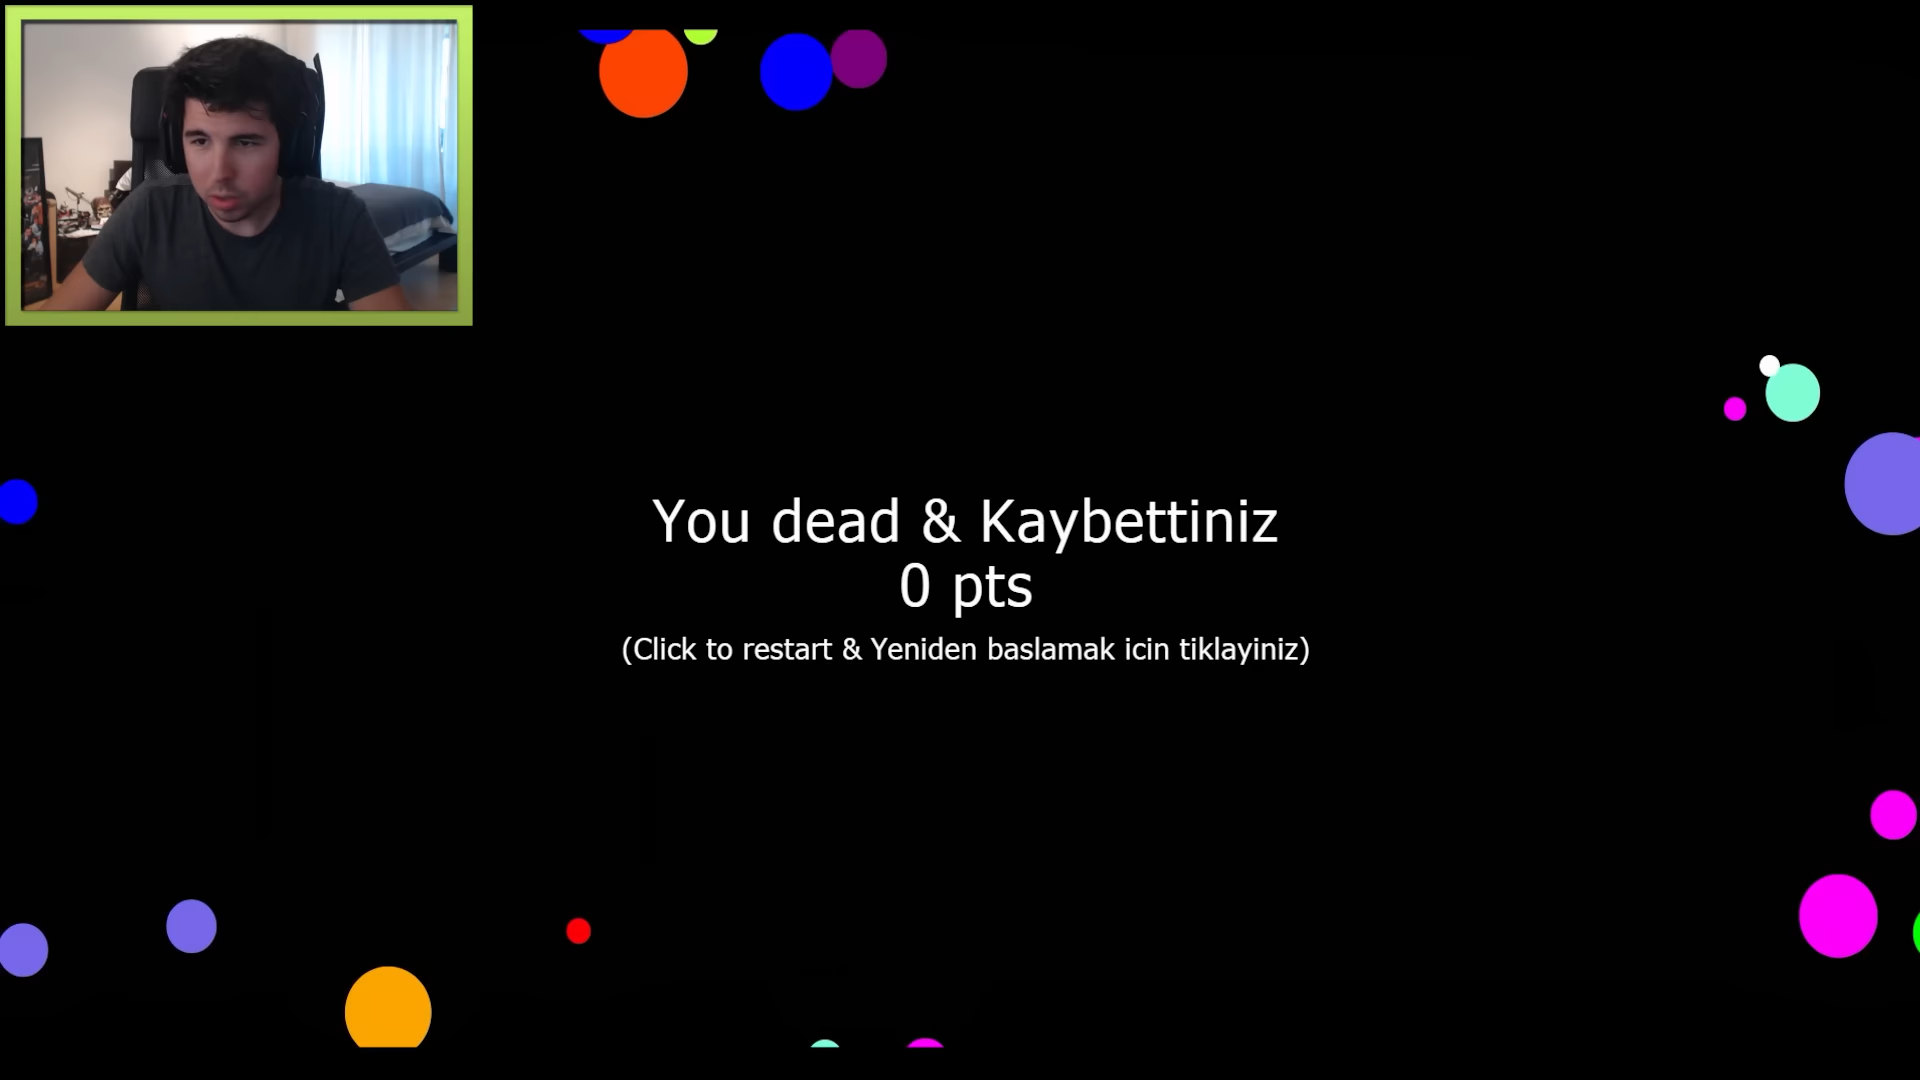 You dead & Kaybettiniz
0 pts
(Click to restart & Yeniden baslamak icin tiklayiniz)